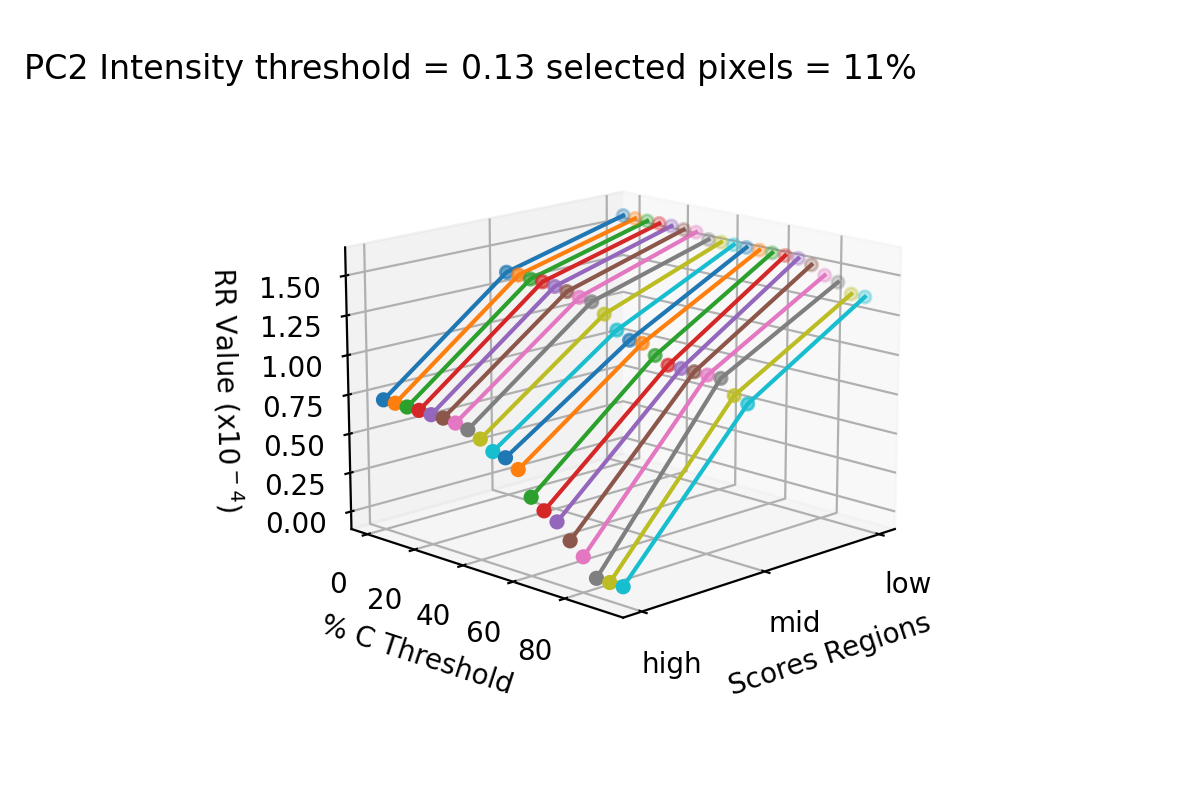 PC2 Intensity threshold = 0.13 selected pixels = 11%
RR Value (x10⁻⁴)
1.50
1.25
1.00
0.75
0.50
0.25
0.00
0
20
40
60
80
% C Threshold
low
mid
high
Scores Regions